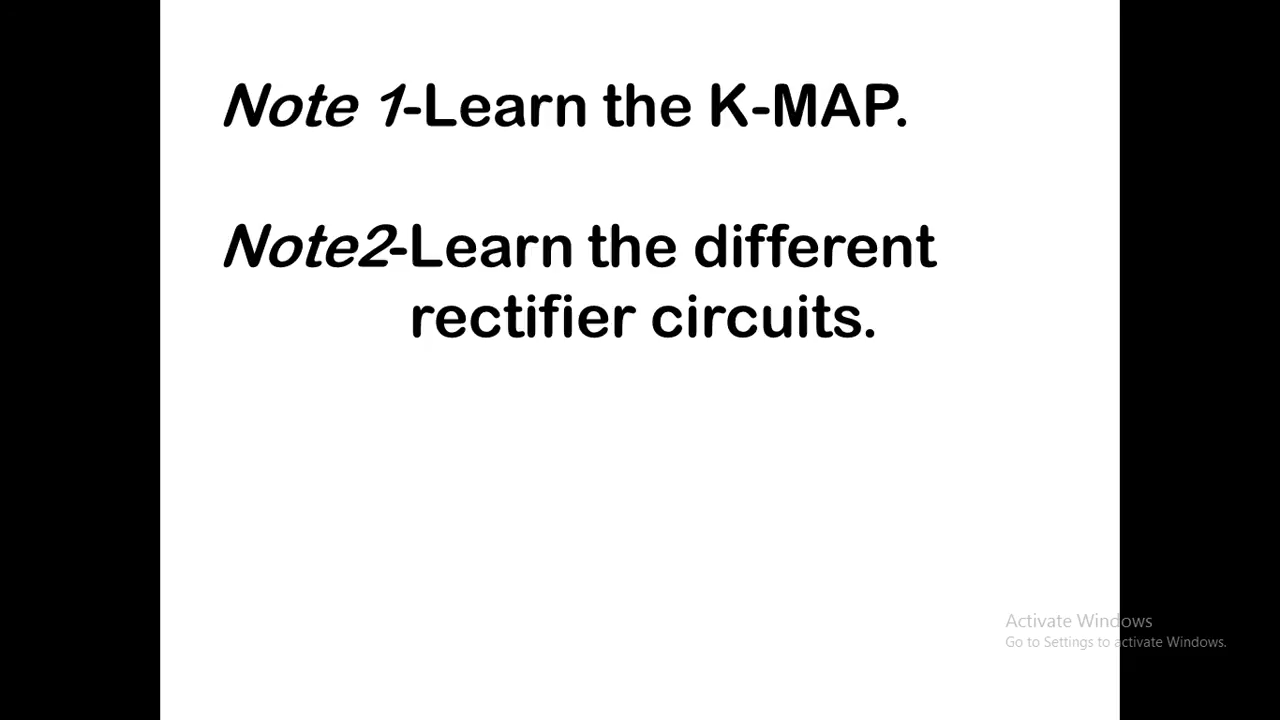 Note 1-Learn the K-MAP.
Note2-Learn the different
rectifier circuits.
Activate Windows
Go to Settings to activate Windows.